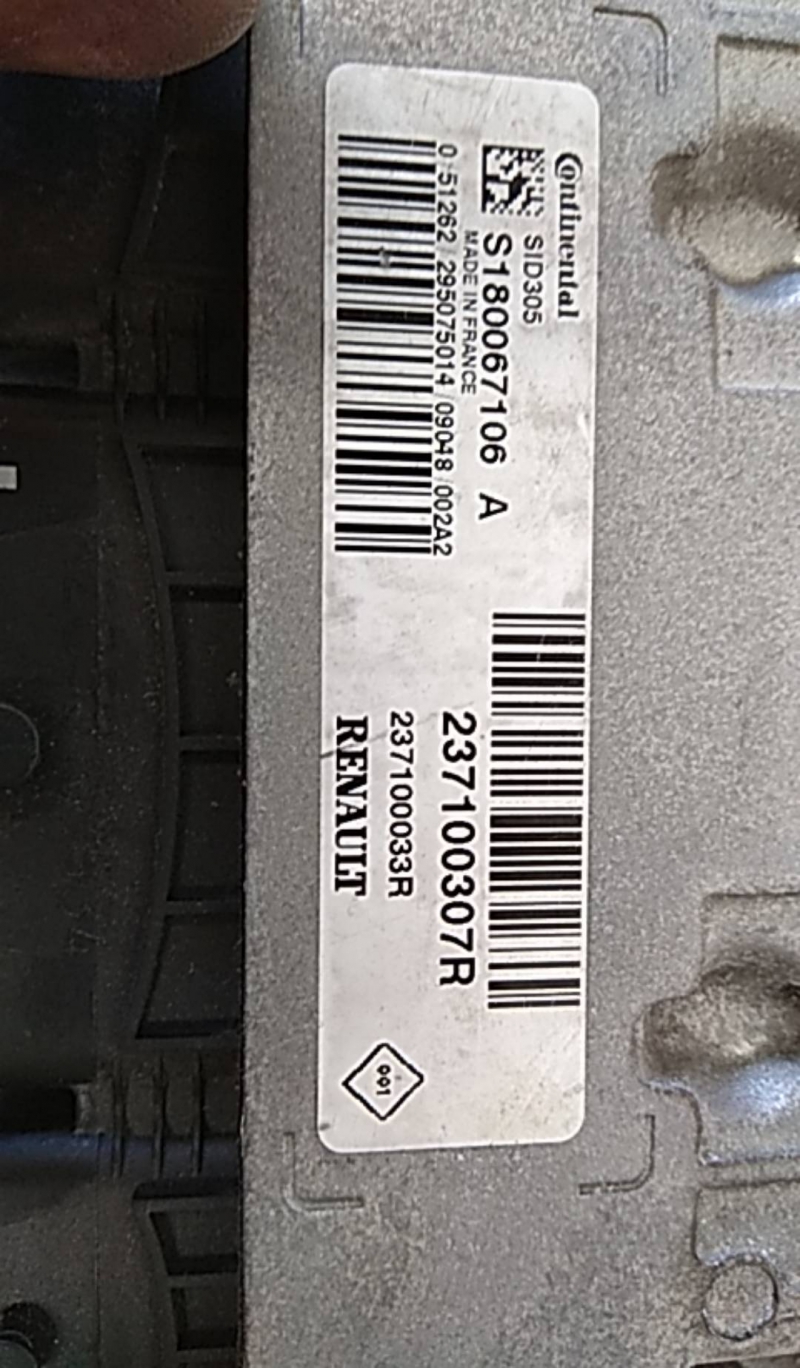 Continental
SID305
S180067106 A
MADE IN FRANCE
0 51262 295075014 09048 002A2
237100307R
237100033R
RENAULT
001